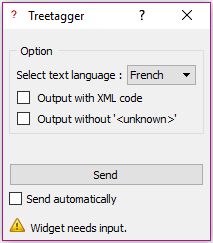 Treetagger ? ×
Option
Select text language : French
Output with XML code
Output without '<unknown>'
Send
Send automatically
Widget needs input.